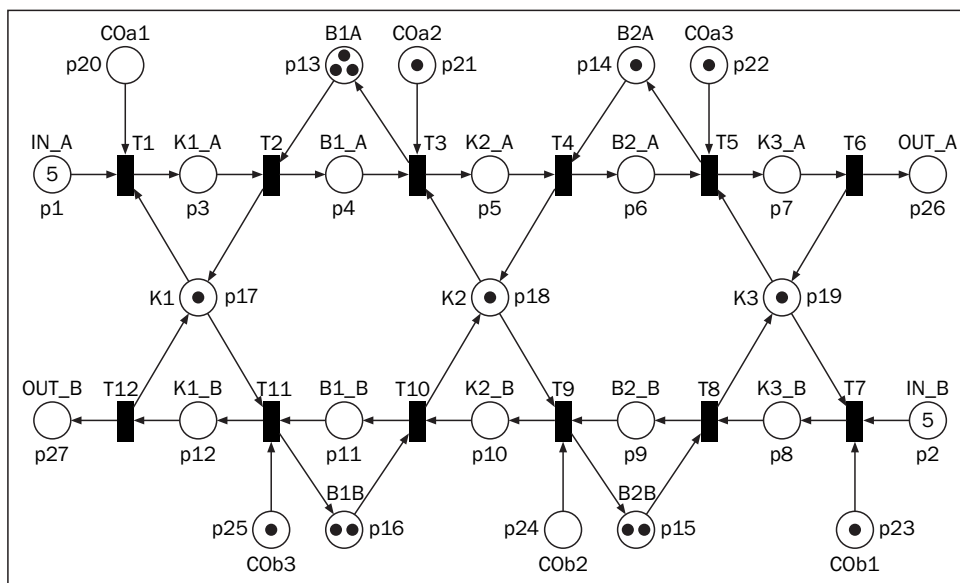 COa1 B1A COa2 B2A COa3
p20 p13 p21 p14 p22
IN_A T1 K1_A T2 B1_A T3 K2_A T4 B2_A T5 K3_A T6 OUT_A
5
p1 p3 p4 p5 p6 p7 p26
K1 p17 K2 p18 K3 p19
OUT_B T12 K1_B T11 B1_B T10 K2_B T9 B2_B T8 K3_B T7 IN_B
5
p27 p12 p11 p10 p9 p8 p2
B1B B2B
p25 p16 p24 p15 p23
COb3 COb2 COb1